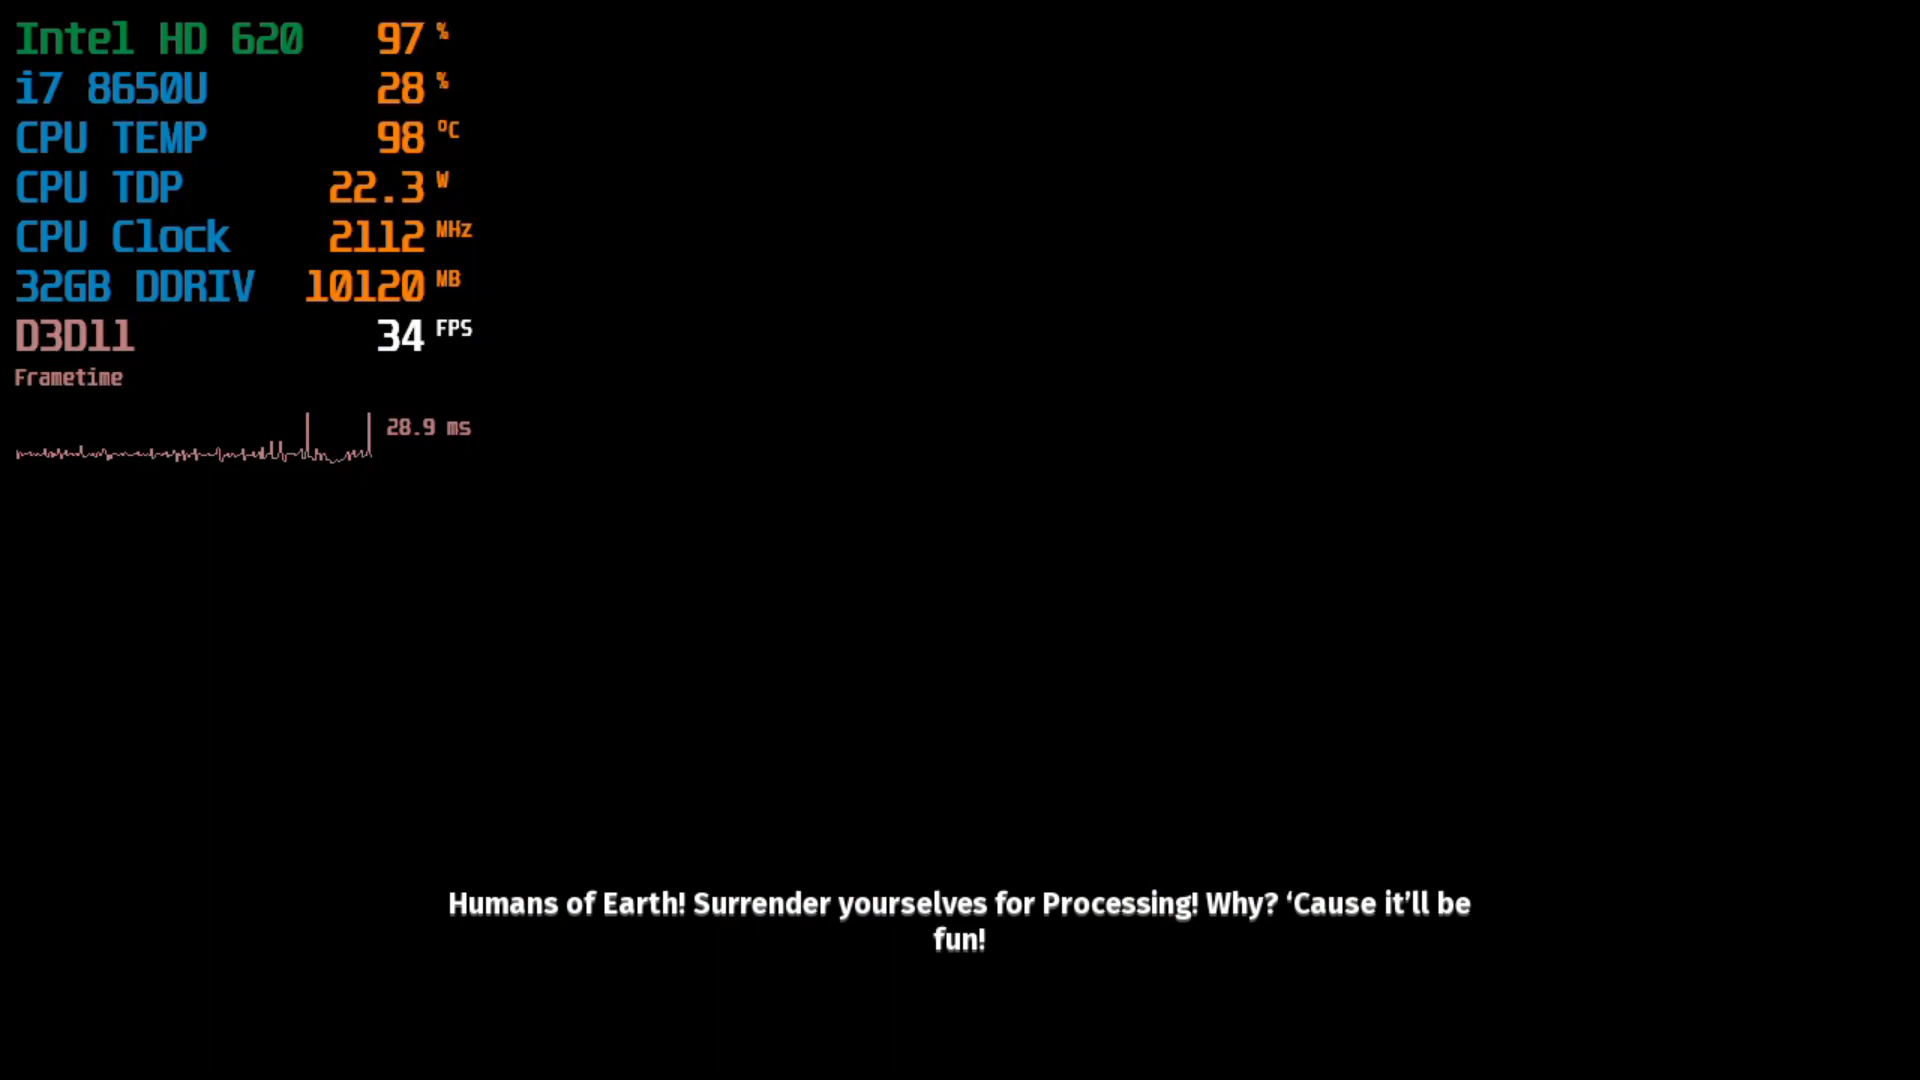 Intel HD 620 97 %
i7 8650U 28 %
CPU TEMP 98 °C
CPU TDP 22.3 W
CPU Clock 2112 MHz
32GB DDRIV 10120 MB
D3D11 34 FPS
Frametime
28.9 ms
Humans of Earth! Surrender yourselves for Processing! Why? ‘Cause it’ll be
fun!